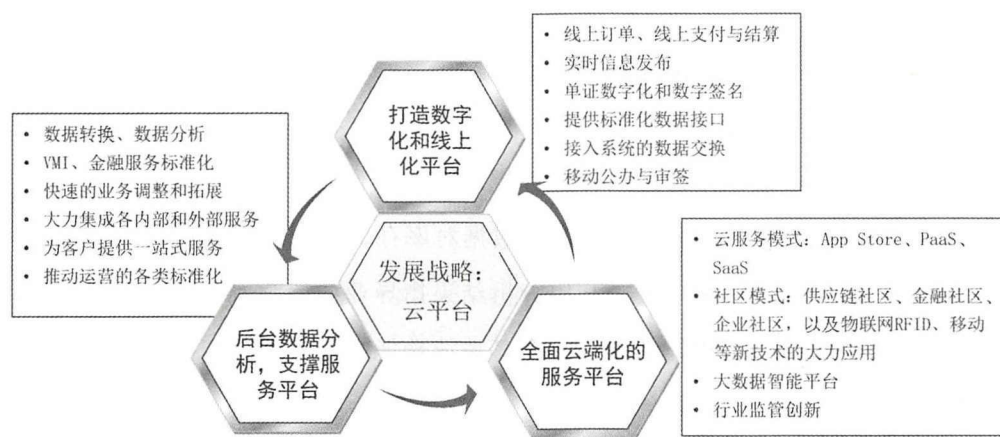 • 线上订单、线上支付与结算
• 实时信息发布
• 单证数字化和数字签名
• 提供标准化数据接口
• 接入系统的数据交换
• 移动公办与审签
打造数字
化和线上
化平台
• 数据转换、数据分析
• VMI、金融服务标准化
• 快速的业务调整和拓展
• 大力集成各内部和外部服务
• 为客户提供一站式服务
• 推动运营的各类标准化
发展战略：
云平台
后台数据分
析，支撑服
务平台
全面云端化的
服务平台
• 云服务模式：App Store、PaaS、
SaaS
• 社区模式：供应链社区、金融社区、
企业社区，以及物联网RFID、移动
等新技术的大力应用
• 大数据智能平台
• 行业监管创新